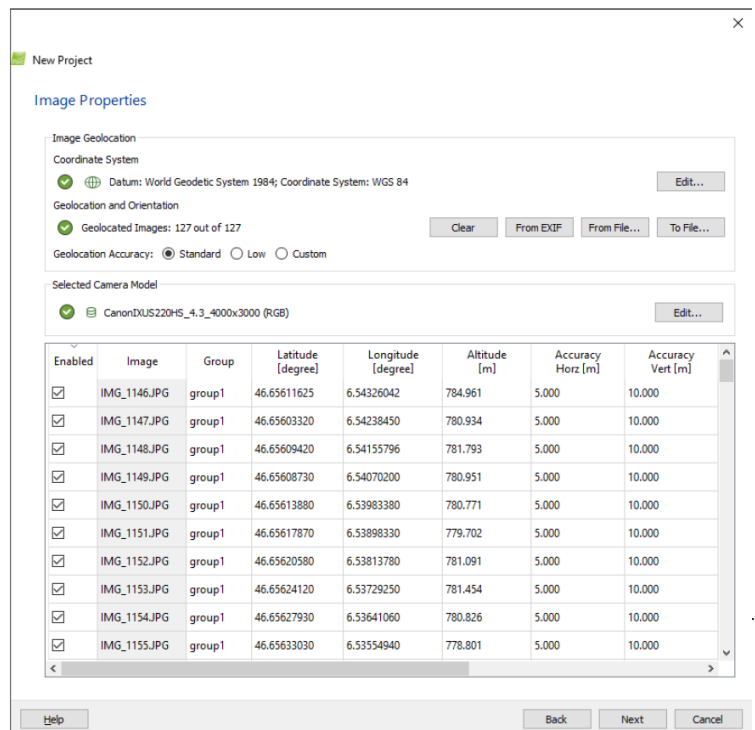 New Project
Image Properties
Image Geolocation
Coordinate System
Datum: World Geodetic System 1984; Coordinate System: WGS 84 Edit...
Geolocation and Orientation
Geolocated Images: 127 out of 127 Clear From EXIF From File... To File...
Geolocation Accuracy: Standard Low Custom
Selected Camera Model
CanonIXUS220HS_4.3_4000x3000 (RGB) Edit...
Enabled Image Group Latitude [degree] Longitude [degree] Altitude [m] Accuracy Horz [m] Accuracy Vert [m]
IMG_1146.JPG group1 46.65611625 6.54326042 784.961 5.000 10.000
IMG_1147.JPG group1 46.65603320 6.54238450 780.934 5.000 10.000
IMG_1148.JPG group1 46.65609420 6.54155796 781.793 5.000 10.000
IMG_1149.JPG group1 46.65608730 6.54070200 780.951 5.000 10.000
IMG_1150.JPG group1 46.65613880 6.53983380 780.771 5.000 10.000
IMG_1151.JPG group1 46.65617870 6.53898330 779.702 5.000 10.000
IMG_1152.JPG group1 46.65620580 6.53813780 781.091 5.000 10.000
IMG_1153.JPG group1 46.65624120 6.53729250 781.454 5.000 10.000
IMG_1154.JPG group1 46.65627930 6.53641060 780.826 5.000 10.000
IMG_1155.JPG group1 46.65633030 6.53554940 778.801 5.000 10.000
Help Back Next Cancel